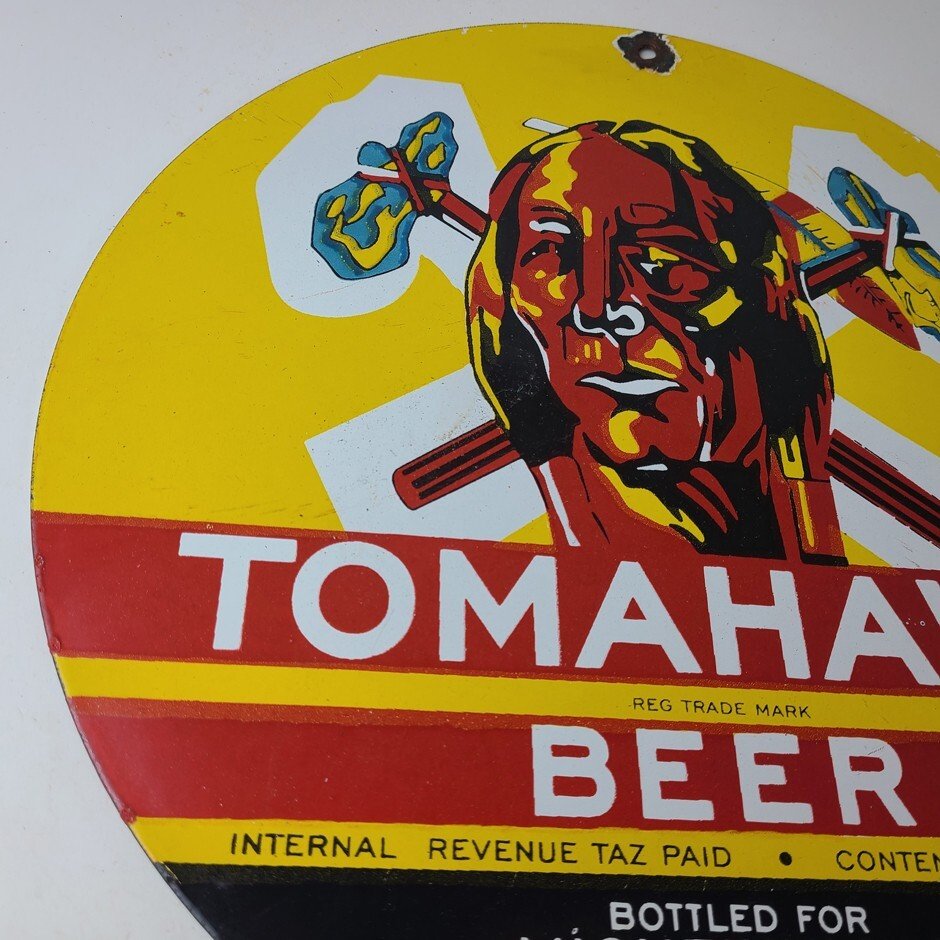 TOMAHAW
REG TRADE MARK
BEER
INTERNAL REVENUE TAZ PAID • CONTEN
BOTTLED FOR